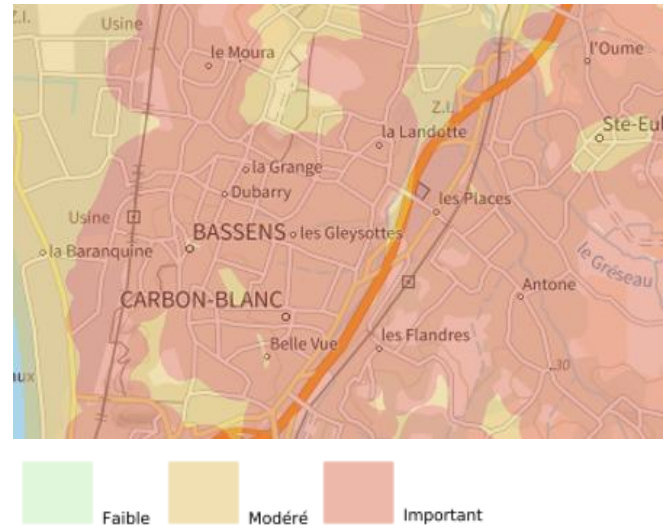 Z.I.
Usine
le Moura
l'Oume
Z.I.
Ste-Eul
la Landotte
la Grange
Dubarry
les Places
Usine
BASSENS
les Gleysottes
la Baranquine
le Gréseau
Antone
CARBON-BLANC
Belle Vue
les Flandres
30
aux
Faible
Modéré
Important